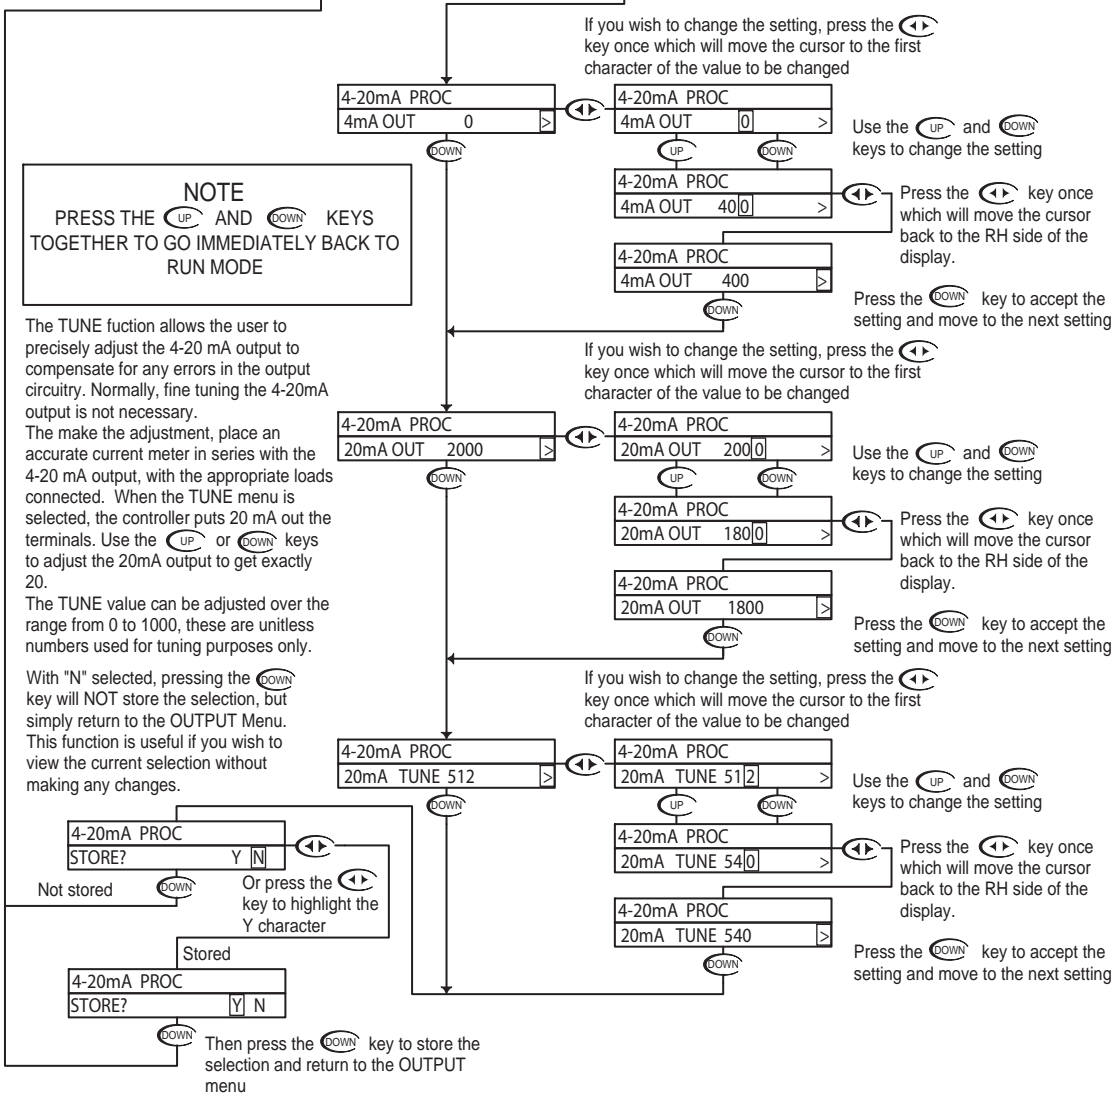 If you wish to change the setting, press the
key once which will move the cursor to the first
character of the value to be changed
4-20mA PROC
4mA OUT 0 >
4-20mA PROC
4mA OUT 0 >
DOWN
UP
DOWN
Use the UP and DOWN
keys to change the setting
4-20mA PROC
4mA OUT 400 >
Press the key once
which will move the cursor
back to the RH side of the
display.
4-20mA PROC
4mA OUT 400 >
DOWN
Press the DOWN key to accept the
setting and move to the next setting
NOTE
PRESS THE UP AND DOWN KEYS
TOGETHER TO GO IMMEDIATELY BACK TO
RUN MODE
The TUNE fuction allows the user to
precisely adjust the 4-20 mA output to
compensate for any errors in the output
circuitry. Normally, fine tuning the 4-20mA
output is not necessary.
The make the adjustment, place an
accurate current meter in series with the
4-20 mA output, with the appropriate loads
connected. When the TUNE menu is
selected, the controller puts 20 mA out the
terminals. Use the UP or DOWN keys
to adjust the 20mA output to get exactly
20.
The TUNE value can be adjusted over the
range from 0 to 1000, these are unitless
numbers used for tuning purposes only.
With "N" selected, pressing the DOWN
key will NOT store the selection, but
simply return to the OUTPUT Menu.
This function is useful if you wish to
view the current selection without
making any changes.
If you wish to change the setting, press the
key once which will move the cursor to the first
character of the value to be changed
4-20mA PROC
20mA OUT 2000 >
4-20mA PROC
20mA OUT 2000 >
DOWN
UP
DOWN
Use the UP and DOWN
keys to change the setting
4-20mA PROC
20mA OUT 1800 >
Press the key once
which will move the cursor
back to the RH side of the
display.
4-20mA PROC
20mA OUT 1800 >
DOWN
Press the DOWN key to accept the
setting and move to the next setting
If you wish to change the setting, press the
key once which will move the cursor to the first
character of the value to be changed
4-20mA PROC
20mA TUNE 512 >
4-20mA PROC
20mA TUNE 512 >
DOWN
UP
DOWN
Use the UP and DOWN
keys to change the setting
4-20mA PROC
20mA TUNE 540 >
Press the key once
which will move the cursor
back to the RH side of the
display.
4-20mA PROC
20mA TUNE 540 >
DOWN
Press the DOWN key to accept the
setting and move to the next setting
4-20mA PROC
STORE? Y N
Not stored
DOWN
Or press the
key to highlight the
Y character
Stored
4-20mA PROC
STORE? Y N
DOWN
Then press the DOWN key to store the
selection and return to the OUTPUT
menu